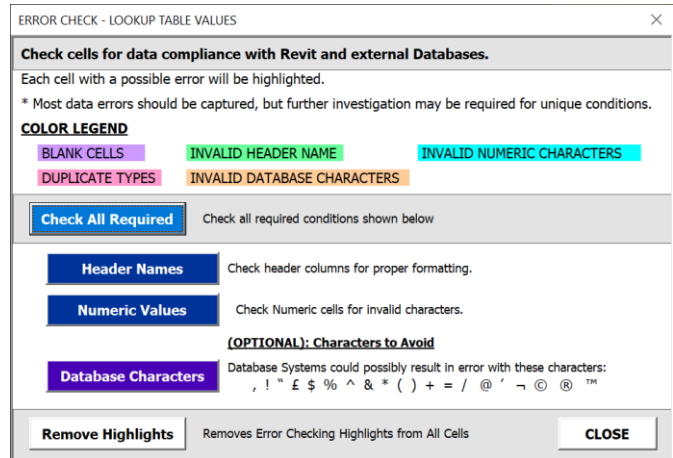 ERROR CHECK - LOOKUP TABLE VALUES
Check cells for data compliance with Revit and external Databases.
Each cell with a possible error will be highlighted.
* Most data errors should be captured, but further investigation may be required for unique conditions.
COLOR LEGEND
BLANK CELLS INVALID HEADER NAME INVALID NUMERIC CHARACTERS
DUPLICATE TYPES INVALID DATABASE CHARACTERS
Check All Required Check all required conditions shown below
Header Names Check header columns for proper formatting.
Numeric Values Check Numeric cells for invalid characters.
(OPTIONAL): Characters to Avoid
Database Characters Database Systems could possibly result in error with these characters:
, ! “ £ $ % ^ & * ( ) + = / @ ′ ¬ © ® ™
Remove Highlights Removes Error Checking Highlights from All Cells CLOSE